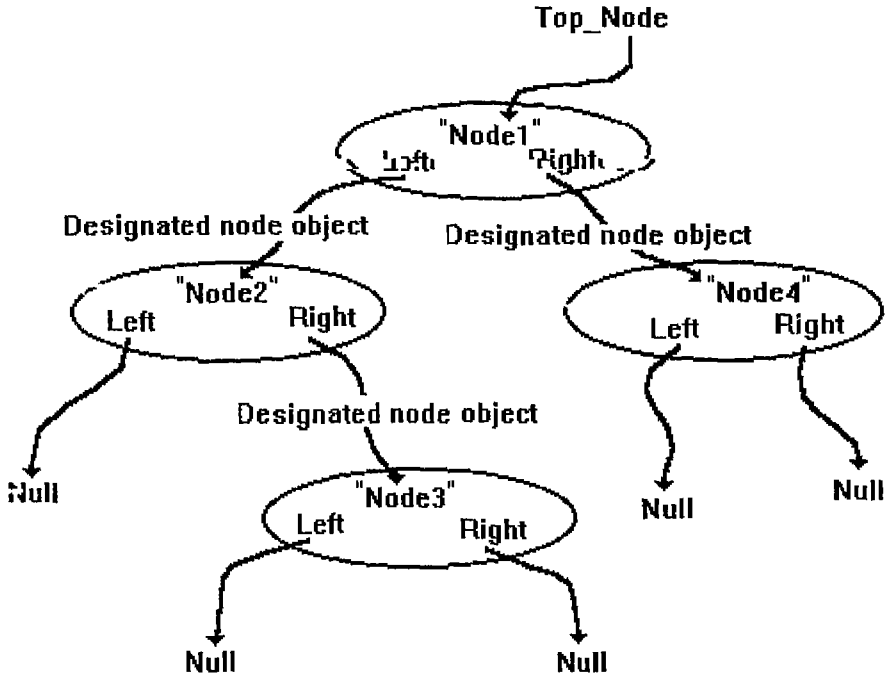 Top_Node
"Node1"
Left Right
Designated node object
Designated node object
"Node2"
Left Right
"Node4"
Left Right
Designated node object
Null
"Node3"
Left Right
Null
Null
Null
Null